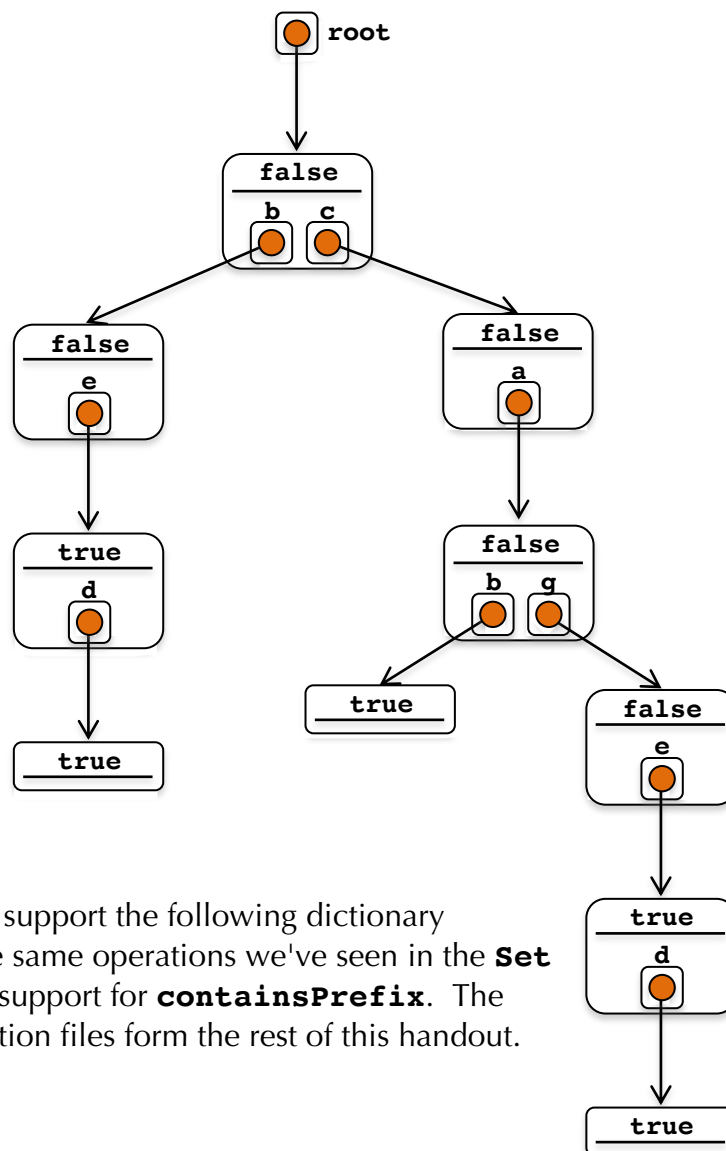 root
false
b c
false
false
e
a
true
false
d
b g
true
false
true
e
support the following dictionary
true
same operations we've seen in the Set
d
support for containsPrefix. The
tion files form the rest of this handout.
true